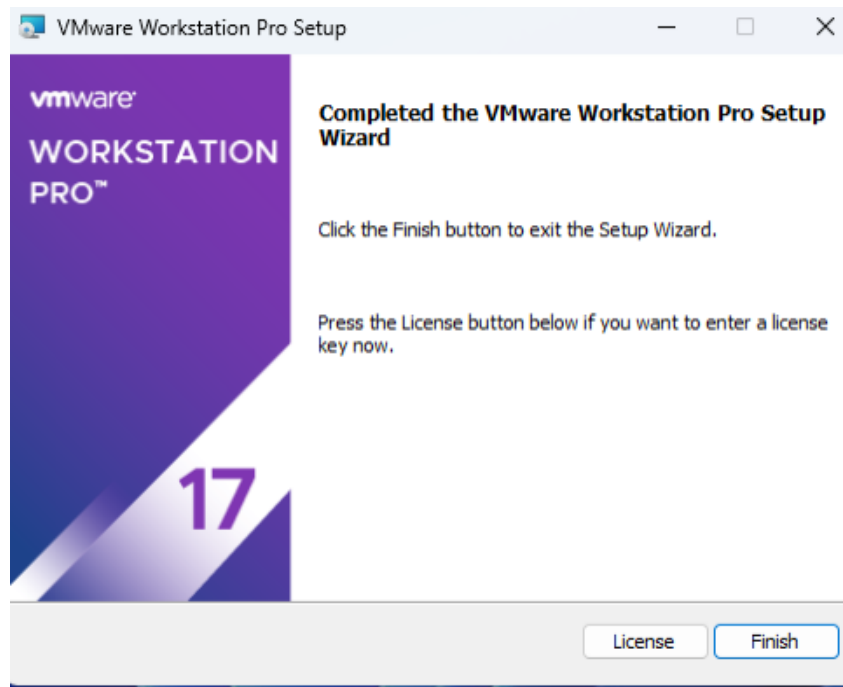 VMware Workstation Pro Setup
vmware®
WORKSTATION
PRO™
Completed the VMware Workstation Pro Setup
Wizard
Click the Finish button to exit the Setup Wizard.
Press the License button below if you want to enter a license
key now.
17
License
Finish